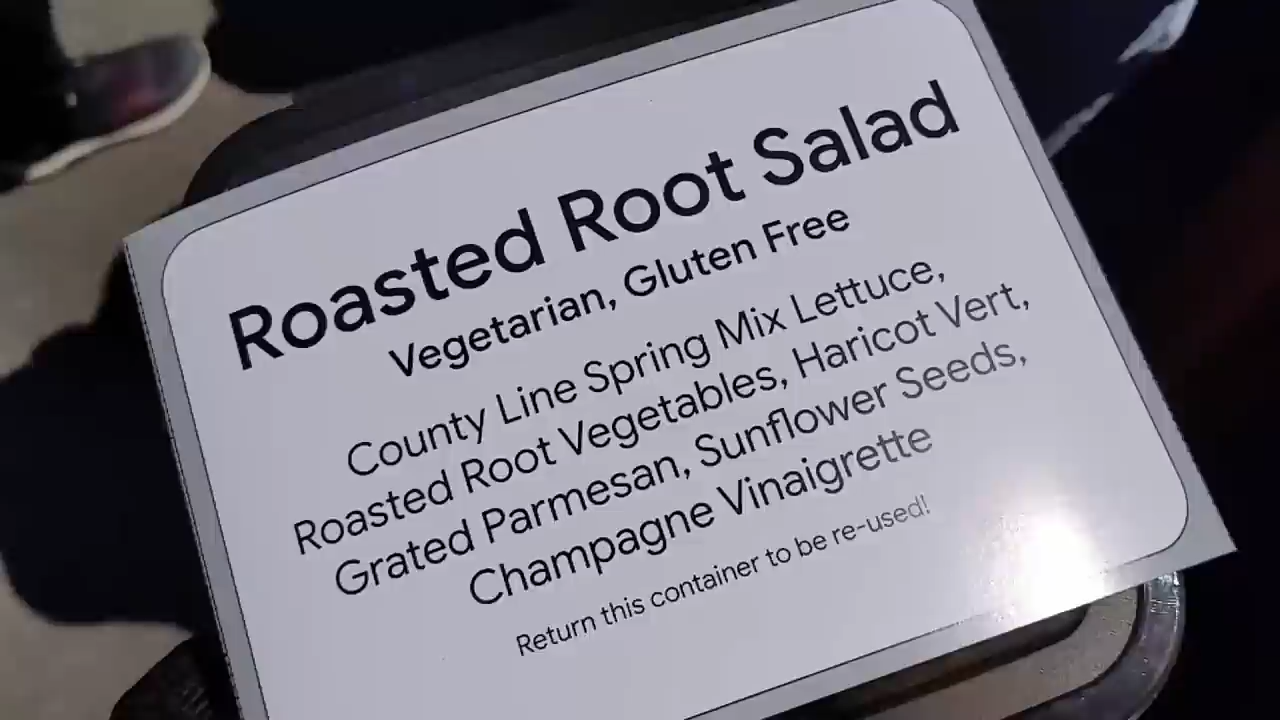 Roasted Root Salad
Vegetarian, Gluten Free
County Line Spring Mix Lettuce,
Roasted Root Vegetables, Haricot Vert,
Grated Parmesan, Sunflower Seeds,
Champagne Vinaigrette
Return this container to be re-used!